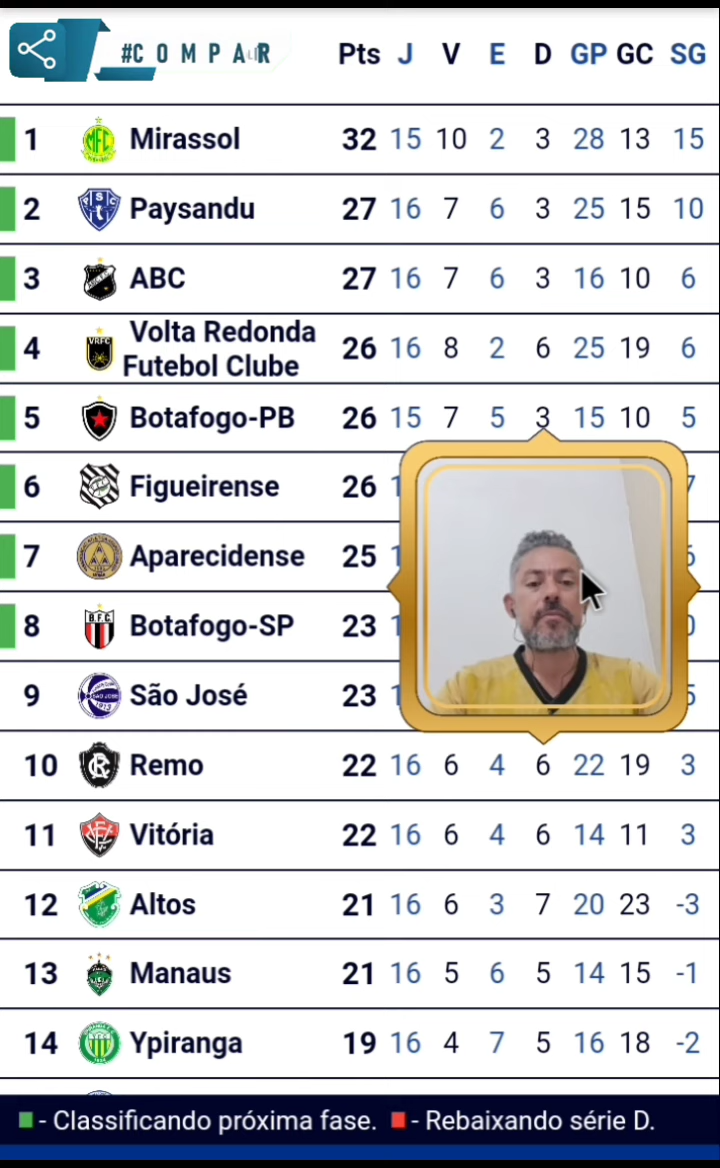 #COMPAR Pts J V E D GP GC SG
1 Mirassol 32 15 10 2 3 28 13 15
2 Paysandu 27 16 7 6 3 25 15 10
3 ABC 27 16 7 6 3 16 10 6
4 Volta Redonda Futebol Clube 26 16 8 2 6 25 19 6
5 Botafogo-PB 26 15 7 5 3 15 10 5
6 Figueirense 26
7 Aparecidense 25
8 Botafogo-SP 23
9 São José 23
10 Remo 22 16 6 4 6 22 19 3
11 Vitória 22 16 6 4 6 14 11 3
12 Altos 21 16 6 3 7 20 23 -3
13 Manaus 21 16 5 6 5 14 15 -1
14 Ypiranga 19 16 4 7 5 16 18 -2
- Classificando próxima fase. - Rebaixando série D.